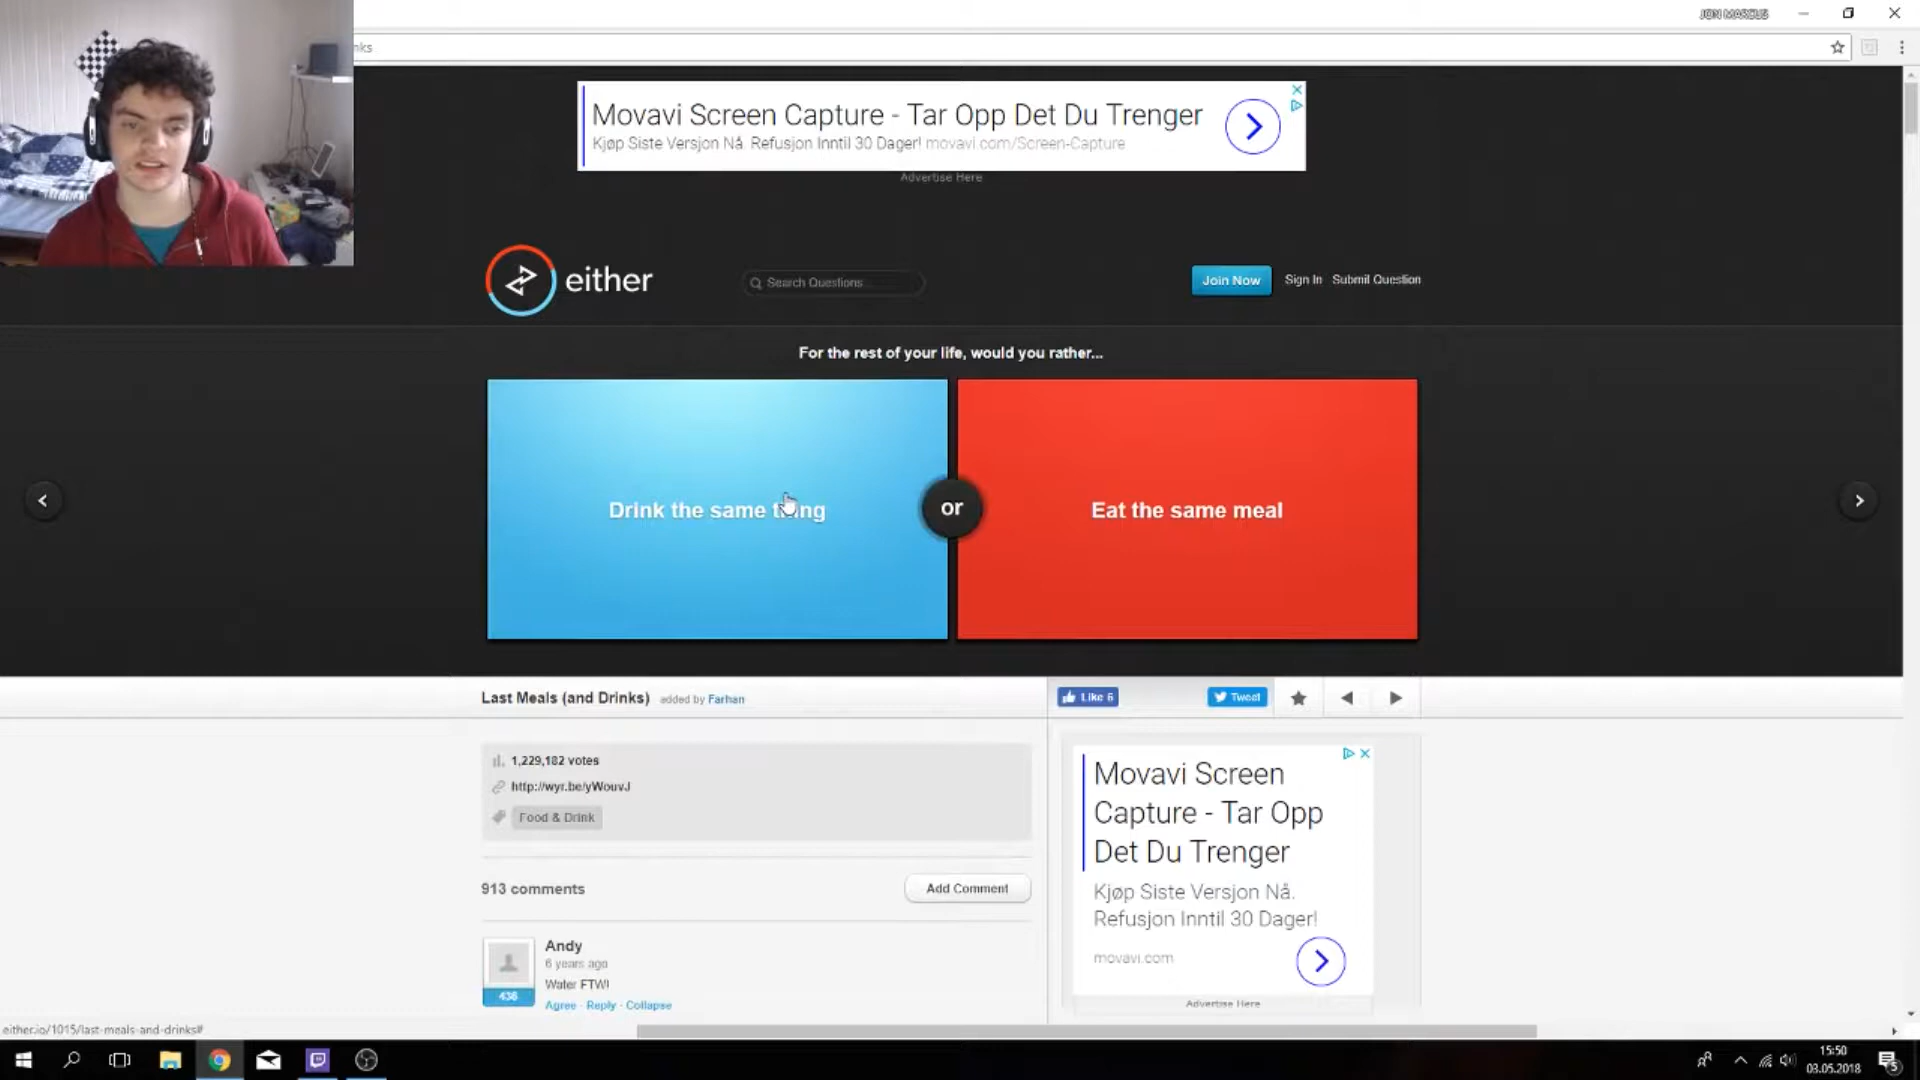 JON MARCUS
nks
Movavi Screen Capture - Tar Opp Det Du Trenger
Kjøp Siste Versjon Nå. Refusjon Inntil 30 Dager! movavi.com/Screen-Capture
Advertise Here
either
Search Questions
Join Now
Sign In
Submit Question
For the rest of your life, would you rather...
Drink the same thing
or
Eat the same meal
Last Meals (and Drinks) added by Farhan
Like 6
Tweet
1,229,182 votes
http://wyr.be/yWouvJ
Food & Drink
913 comments
Add Comment
Andy
6 years ago
Water FTW!
436
Agree · Reply · Collapse
Movavi Screen
Capture - Tar Opp
Det Du Trenger
Kjøp Siste Versjon Nå.
Refusjon Inntil 30 Dager!
movavi.com
Advertise Here
either.io/1015/last-meals-and-drinks#
15:50
03.05.2018
5